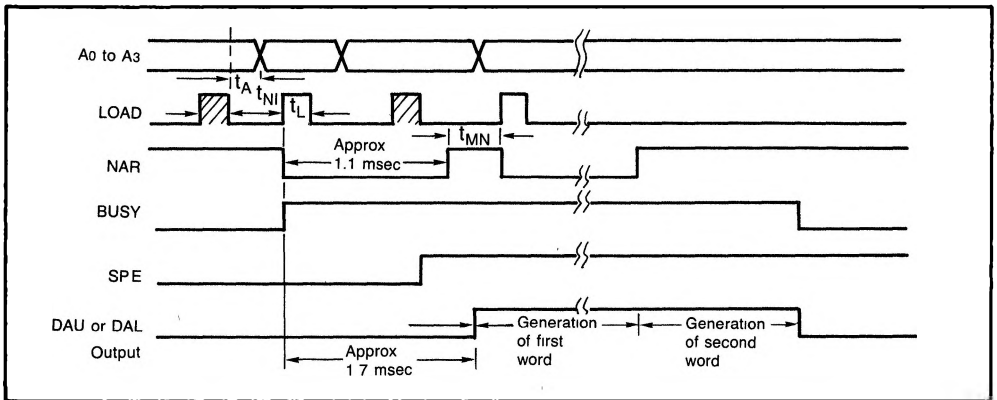 A0 to A3
tA tNI tL
LOAD
tMN
Approx
1.1 msec
NAR
BUSY
SPE
DAU or DAL
Output
Generation
of first
word
Generation
of second
word
Approx
1 7 msec